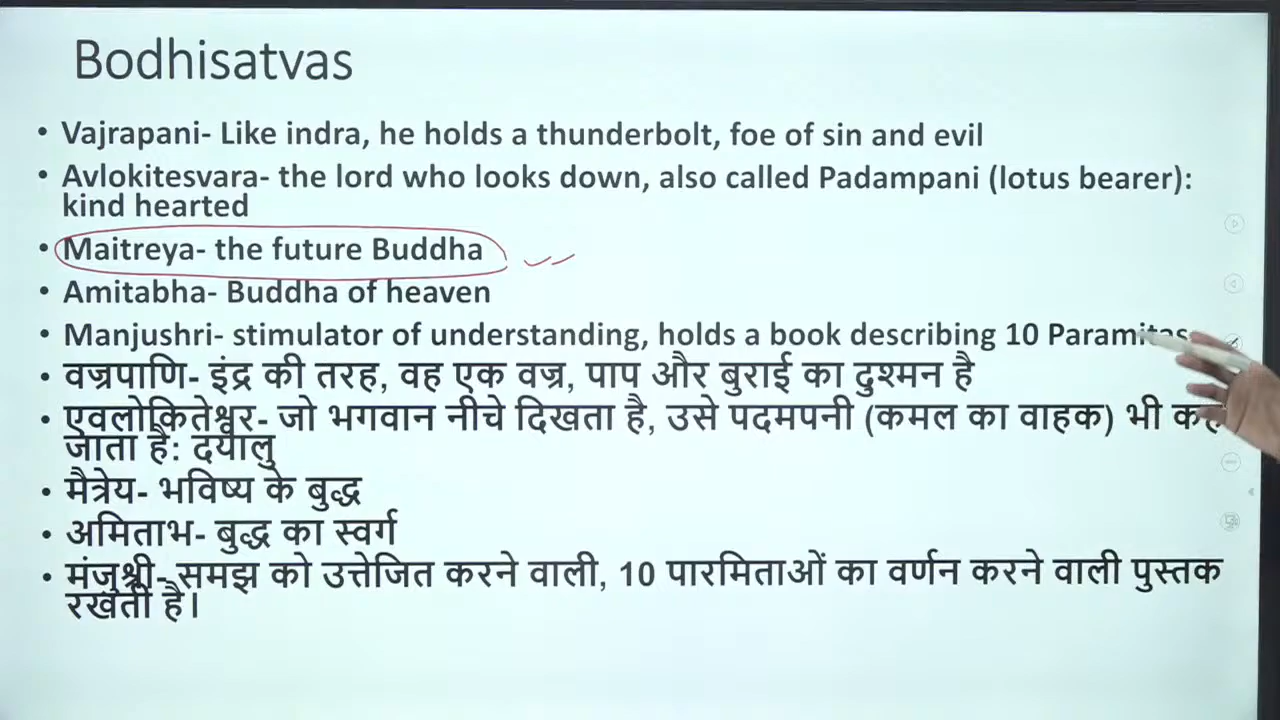 Bodhisatvas
• Vajrapani- Like indra, he holds a thunderbolt, foe of sin and evil
• Avlokitesvara- the lord who looks down, also called Padampani (lotus bearer):
kind hearted
• Maitreya- the future Buddha
• Amitabha- Buddha of heaven
• Manjushri- stimulator of understanding, holds a book describing 10 Paramitas
• वज्रपाणि- इंद्र की तरह, वह एक वज्र, पाप और बुराई का दुश्मन है
• एवलोकितेश्वर- जो भगवान नीचे दिखता है, उसे पदमपनी (कमल का वाहक) भी
जाता है: दयालु
• मैत्रेय- भविष्य के बुद्ध
• अमिताभ- बुद्ध का स्वर्ग
• मंजुश्री- समझ को उत्तेजित करने वाली, 10 पारमिताओं का वर्णन करने वाली पुस्तक
रखती है।